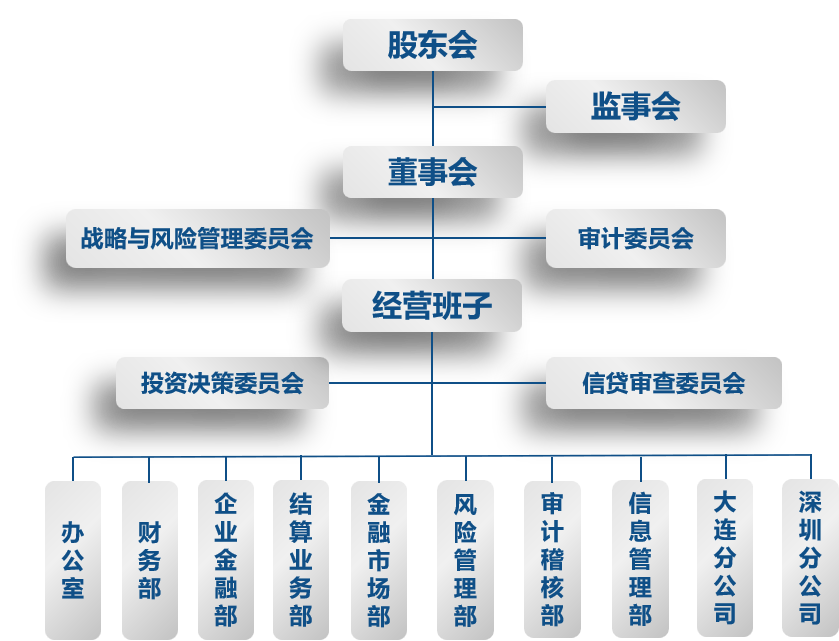 股东会
监事会
董事会
战略与风险管理委员会
审计委员会
经营班子
投资决策委员会
信贷审查委员会
办公室
财务部
企业金融部
结算业务部
金融市场部
风险管理部
审计稽核部
信息管理部
大连分公司
深圳分公司